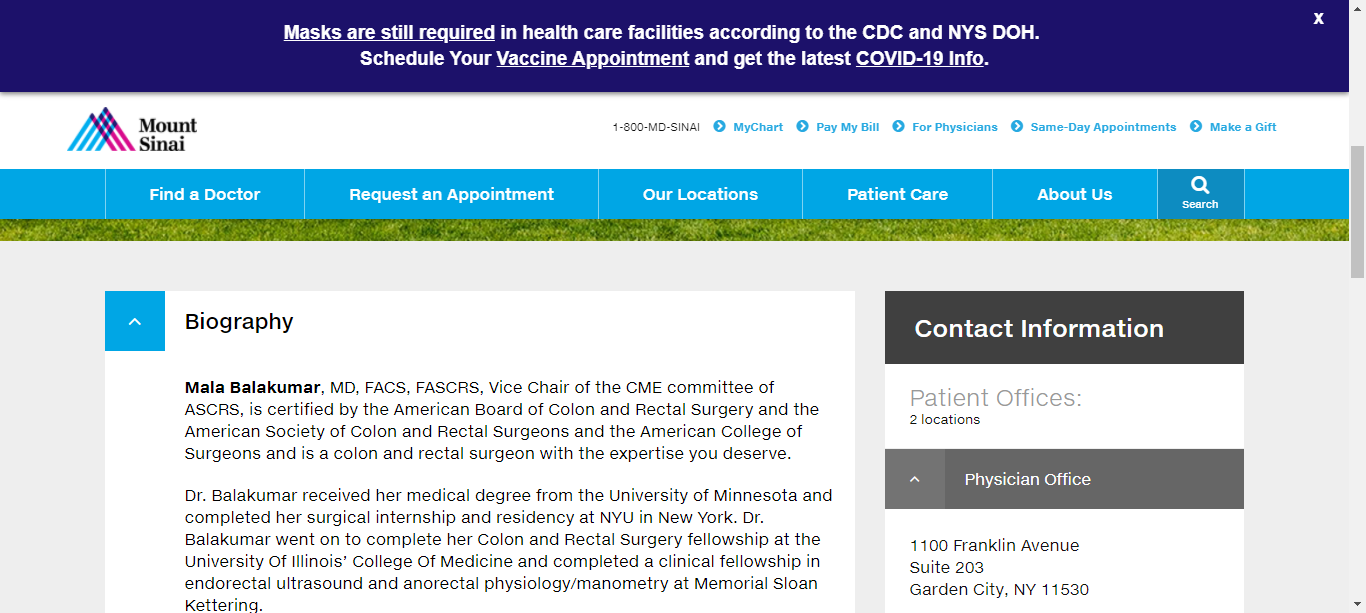 Masks are still required in health care facilities according to the CDC and NYS DOH.
Schedule Your Vaccine Appointment and get the latest COVID-19 Info.
X
Mount
Sinai
1-800-MD-SINAI
MyChart
Pay My Bill
For Physicians
Same-Day Appointments
Make a Gift
Find a Doctor
Request an Appointment
Our Locations
Patient Care
About Us
Search
Biography
Mala Balakumar, MD, FACS, FASCRS, Vice Chair of the CME committee of
ASCRS, is certified by the American Board of Colon and Rectal Surgery and the
American Society of Colon and Rectal Surgeons and the American College of
Surgeons and is a colon and rectal surgeon with the expertise you deserve.
Dr. Balakumar received her medical degree from the University of Minnesota and
completed her surgical internship and residency at NYU in New York. Dr.
Balakumar went on to complete her Colon and Rectal Surgery fellowship at the
University Of Illinois’ College Of Medicine and completed a clinical fellowship in
endorectal ultrasound and anorectal physiology/manometry at Memorial Sloan
Kettering.
Contact Information
Patient Offices:
2 locations
Physician Office
1100 Franklin Avenue
Suite 203
Garden City, NY 11530